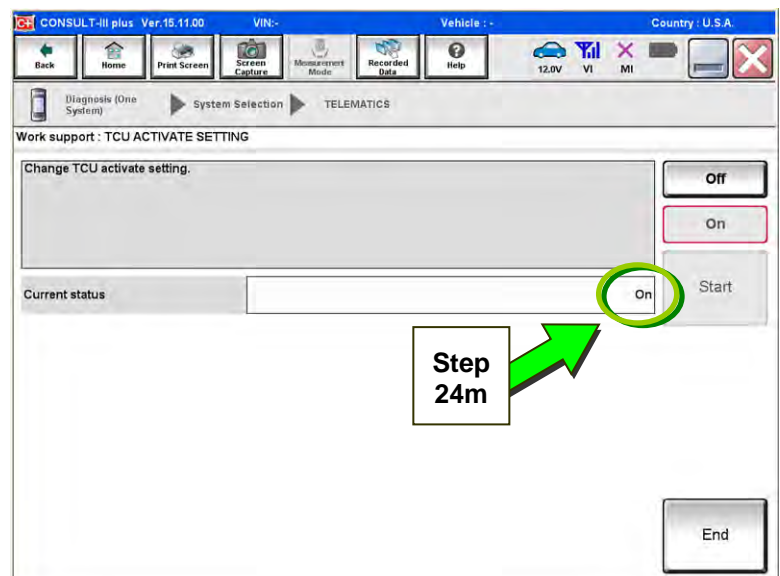 CONSULT-III plus Ver.15.11.00 VIN:- Vehicle : - Country : U.S.A.
Back Home Print Screen Screen Capture Measurement Mode Recorded Data Help 12.0V VI MI
Diagnosis (One System) System Selection TELEMATICS
Work support : TCU ACTIVATE SETTING
Change TCU activate setting.
Off
On
Current status On
Start
Step
24m
End